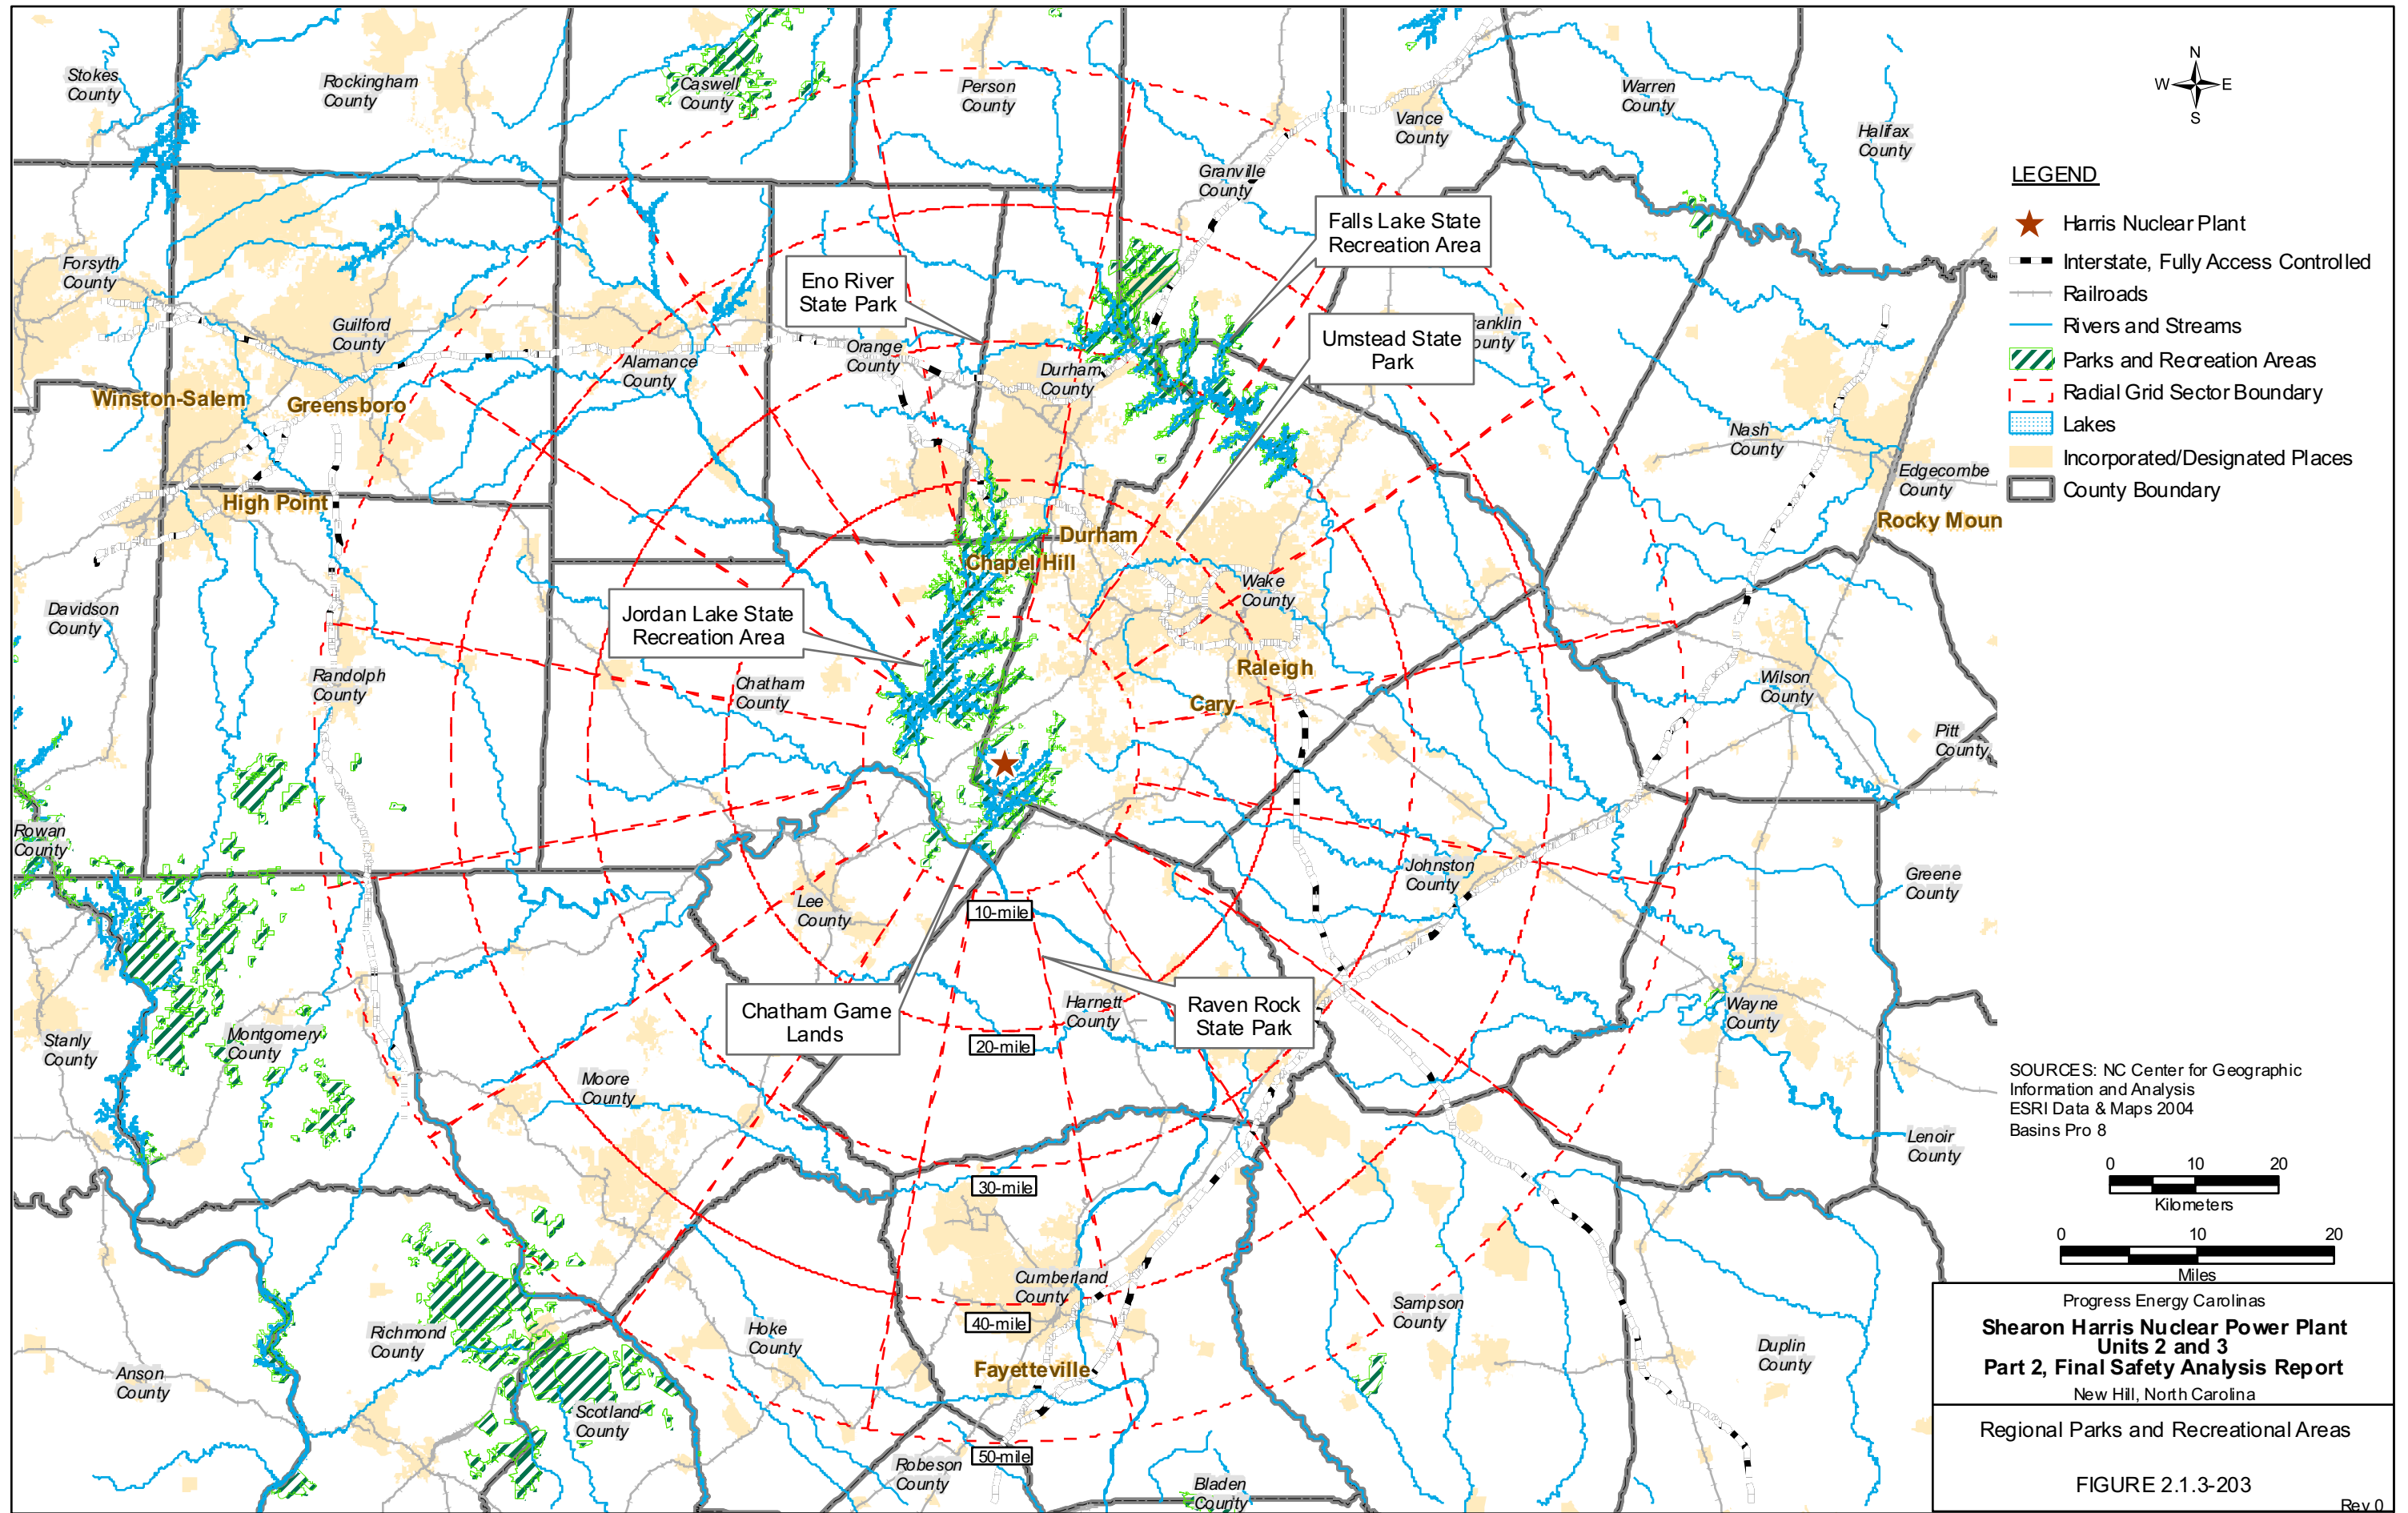 Stokes
County
Rockingham
County
Caswell
County
Person
County
Granville
County
Vance
County
Warren
County
Halifax
County
Forsyth
County
Guilford
County
Alamance
County
Orange
County
Durham
County
Eno River
State Park
Falls Lake State
Recreation Area
Umstead State
Park
ranklin
ounty
Nash
County
Edgecombe
County
Winston-Salem
Greensboro
High Point
Durham
Chapel Hill
Rocky Moun
Davidson
County
Randolph
County
Jordan Lake State
Recreation Area
Chatham
County
Wake
County
Raleigh
Cary
Wilson
County
Pitt
County
Rowan
County
Lee
County
10-mile
Johnston
County
Greene
County
Stanly
County
Montgomery
County
Moore
County
Chatham Game
Lands
20-mile
Harnett
County
Raven Rock
State Park
Wayne
County
Lenoir
County
30-mile
Anson
County
Richmond
County
Scotland
County
Hoke
County
Cumberland
County
40-mile
Fayetteville
Sampson
County
Duplin
County
Robeson
County
50-mile
Bladen
County
N
W E
S
LEGEND
Harris Nuclear Plant
Interstate, Fully Access Controlled
Railroads
Rivers and Streams
Parks and Recreation Areas
Radial Grid Sector Boundary
Lakes
Incorporated/Designated Places
County Boundary
SOURCES: NC Center for Geographic
Information and Analysis
ESRI Data & Maps 2004
Basins Pro 8
0 10 20
Kilometers
0 10 20
Miles
Progress Energy Carolinas
Shearon Harris Nuclear Power Plant
Units 2 and 3
Part 2, Final Safety Analysis Report
New Hill, North Carolina
Regional Parks and Recreational Areas
FIGURE 2.1.3-203
Rev 0